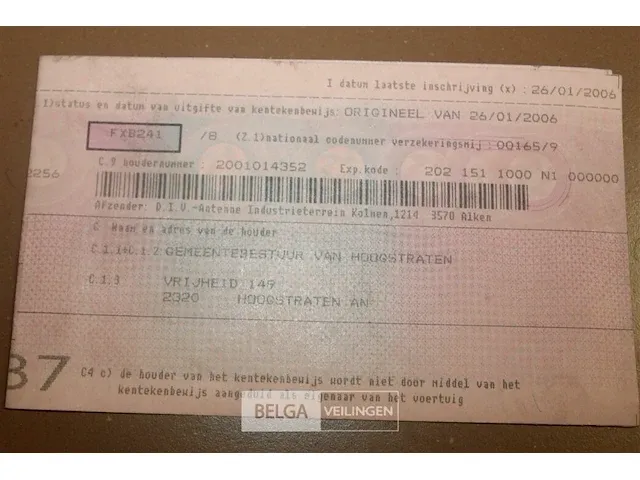 I datum laatste inschrijving (x) : 26/01/2006
I)status en datum van uitgifte van kentekenbewijs: ORIGINEEL VAN 26/01/2006
FXB241 /8 (Z.1)nationaal codenummer verzekeringsmij : 00165/9
C.9 houdernummer : 2001014352 Exp.kode : 202 151 1000 N1 000000
2256
Afzender: D.I.V.-Antenne Industrieterrein Kolmen,1214 3570 Alken
C Naam en adres van de houder
C.1.1+C.1.2 GEMEENTEBESTUUR VAN HOOGSTRATEN
C.1.3 VRIJHEID 149
2320 HOOGSTRATEN AN
37 C4 c) de houder van het kentekenbewijs wordt niet door middel van het
kentekenbewijs aangeduid als eigenaar van het voertuig
BELGA VEILINGEN